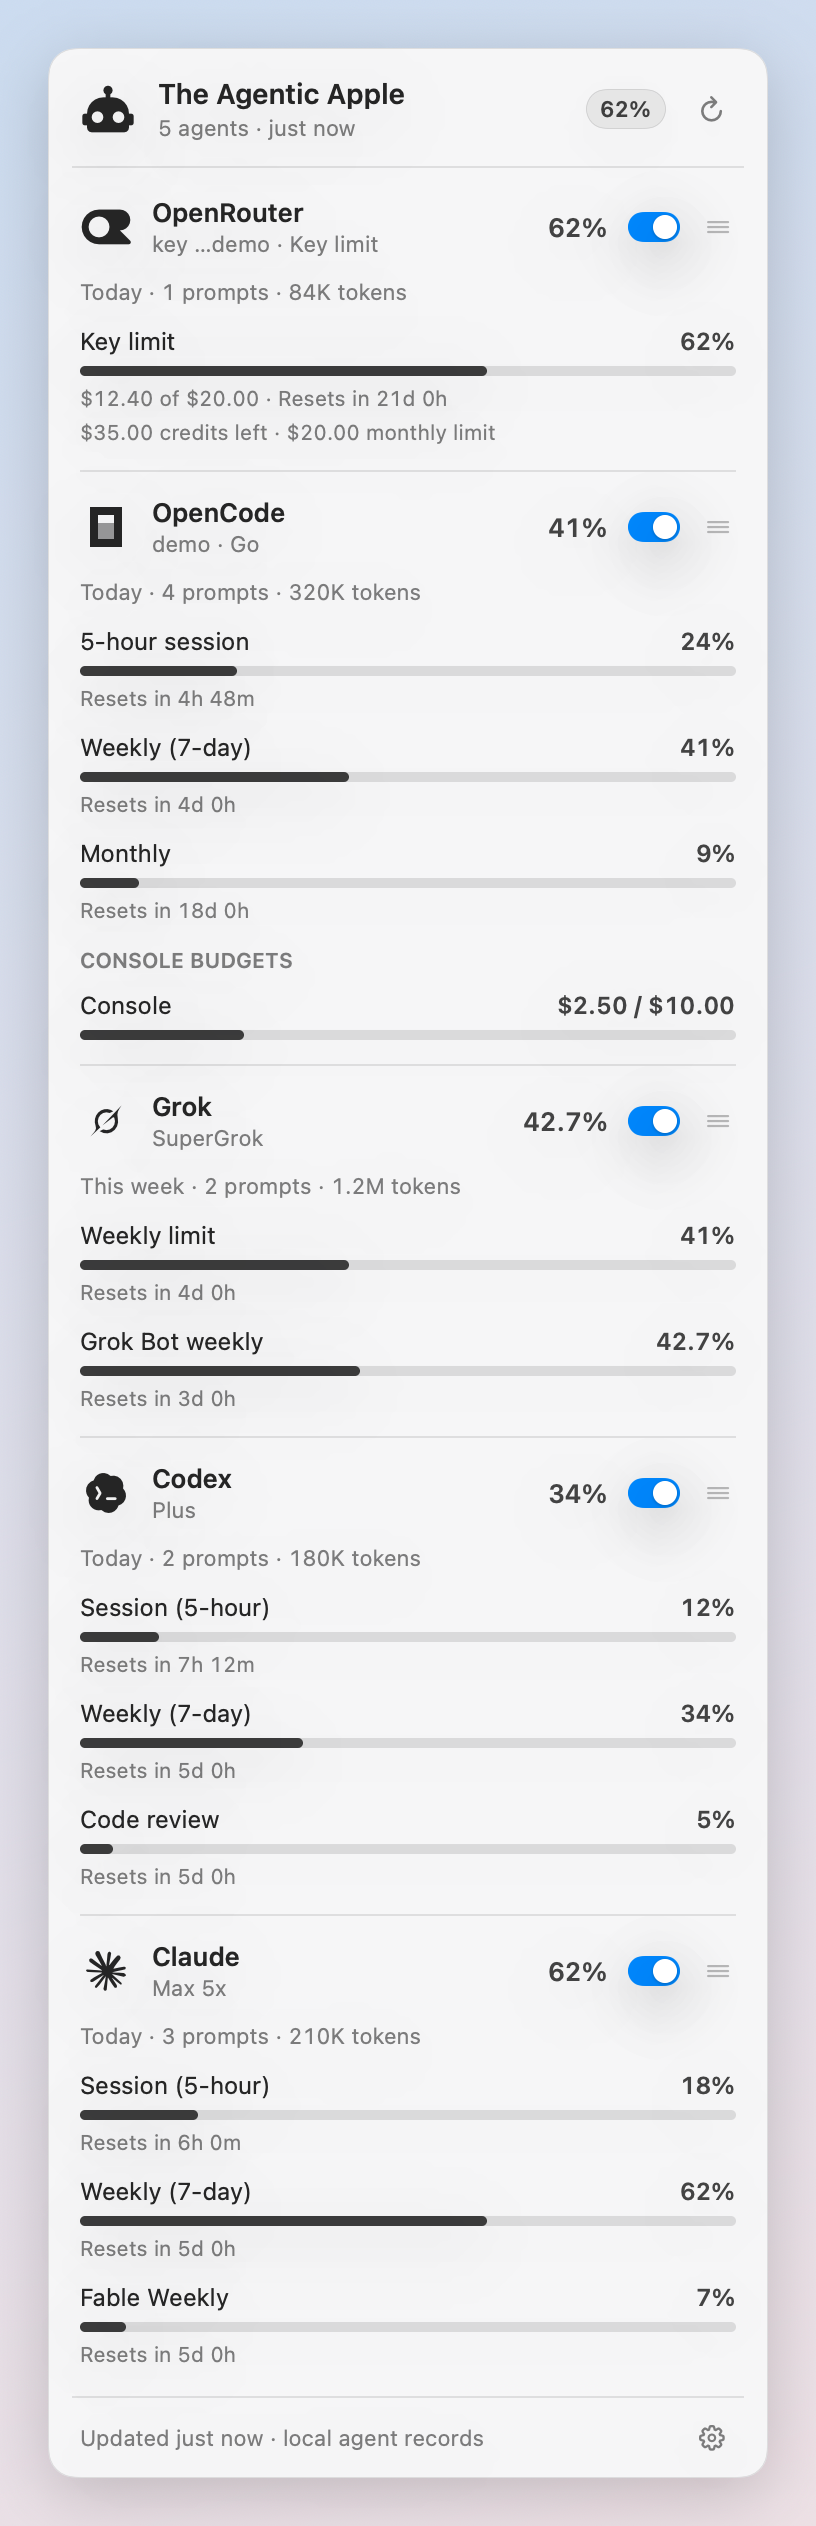 The Agentic Apple
5 agents · just now
62%
OpenRouter
key ...demo · Key limit
62%
Today · 1 prompts · 84K tokens
Key limit
62%
$12.40 of $20.00 · Resets in 21d 0h
$35.00 credits left · $20.00 monthly limit
OpenCode
demo · Go
41%
Today · 4 prompts · 320K tokens
5-hour session
24%
Resets in 4h 48m
Weekly (7-day)
41%
Resets in 4d 0h
Monthly
9%
Resets in 18d 0h
CONSOLE BUDGETS
Console
$2.50 / $10.00
Grok
SuperGrok
42.7%
This week · 2 prompts · 1.2M tokens
Weekly limit
41%
Resets in 4d 0h
Grok Bot weekly
42.7%
Resets in 3d 0h
Codex
Plus
34%
Today · 2 prompts · 180K tokens
Session (5-hour)
12%
Resets in 7h 12m
Weekly (7-day)
34%
Resets in 5d 0h
Code review
5%
Resets in 5d 0h
Claude
Max 5x
62%
Today · 3 prompts · 210K tokens
Session (5-hour)
18%
Resets in 6h 0m
Weekly (7-day)
62%
Resets in 5d 0h
Fable Weekly
7%
Resets in 5d 0h
Updated just now · local agent records